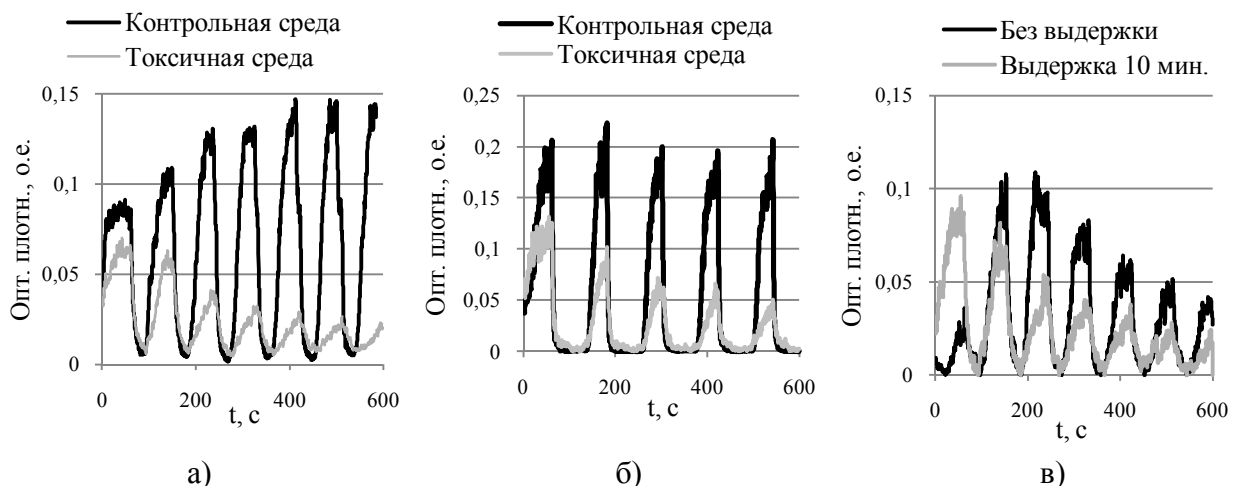 Контрольная среда
Токсичная среда
Опт. плотн., о.е.
0,15
0,1
0,05
0
0
200
400
600
t, с
а)
Контрольная среда
Токсичная среда
Опт. плотн., о.е.
0,25
0,2
0,15
0,1
0,05
0
0
200
400
600
t, с
б)
Без выдержки
Выдержка 10 мин.
Опт. плотн., о.е.
0,15
0,1
0,05
0
0
200
400
600
t, с
в)